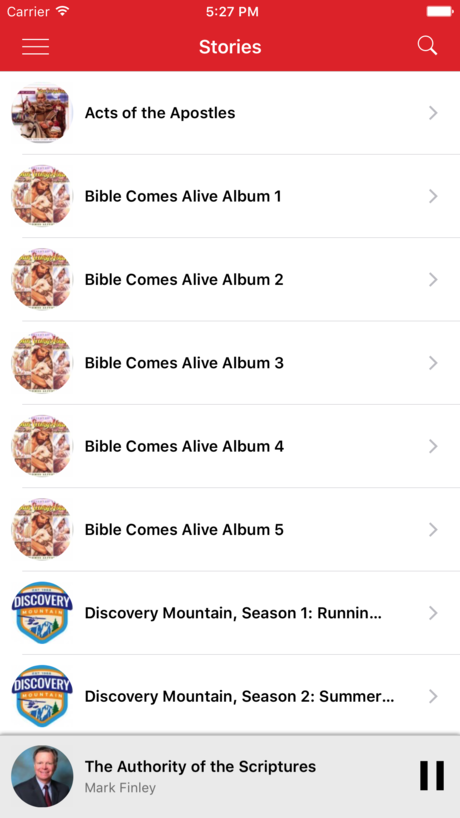 Carrier 5:27 PM
Stories
Acts of the Apostles
Bible Comes Alive Album 1
Bible Comes Alive Album 2
Bible Comes Alive Album 3
Bible Comes Alive Album 4
Bible Comes Alive Album 5
DISCOVERY
MOUNTAIN
Discovery Mountain, Season 1: Runnin...
DISCOVERY
MOUNTAIN
Discovery Mountain, Season 2: Summer...
The Authority of the Scriptures
Mark Finley